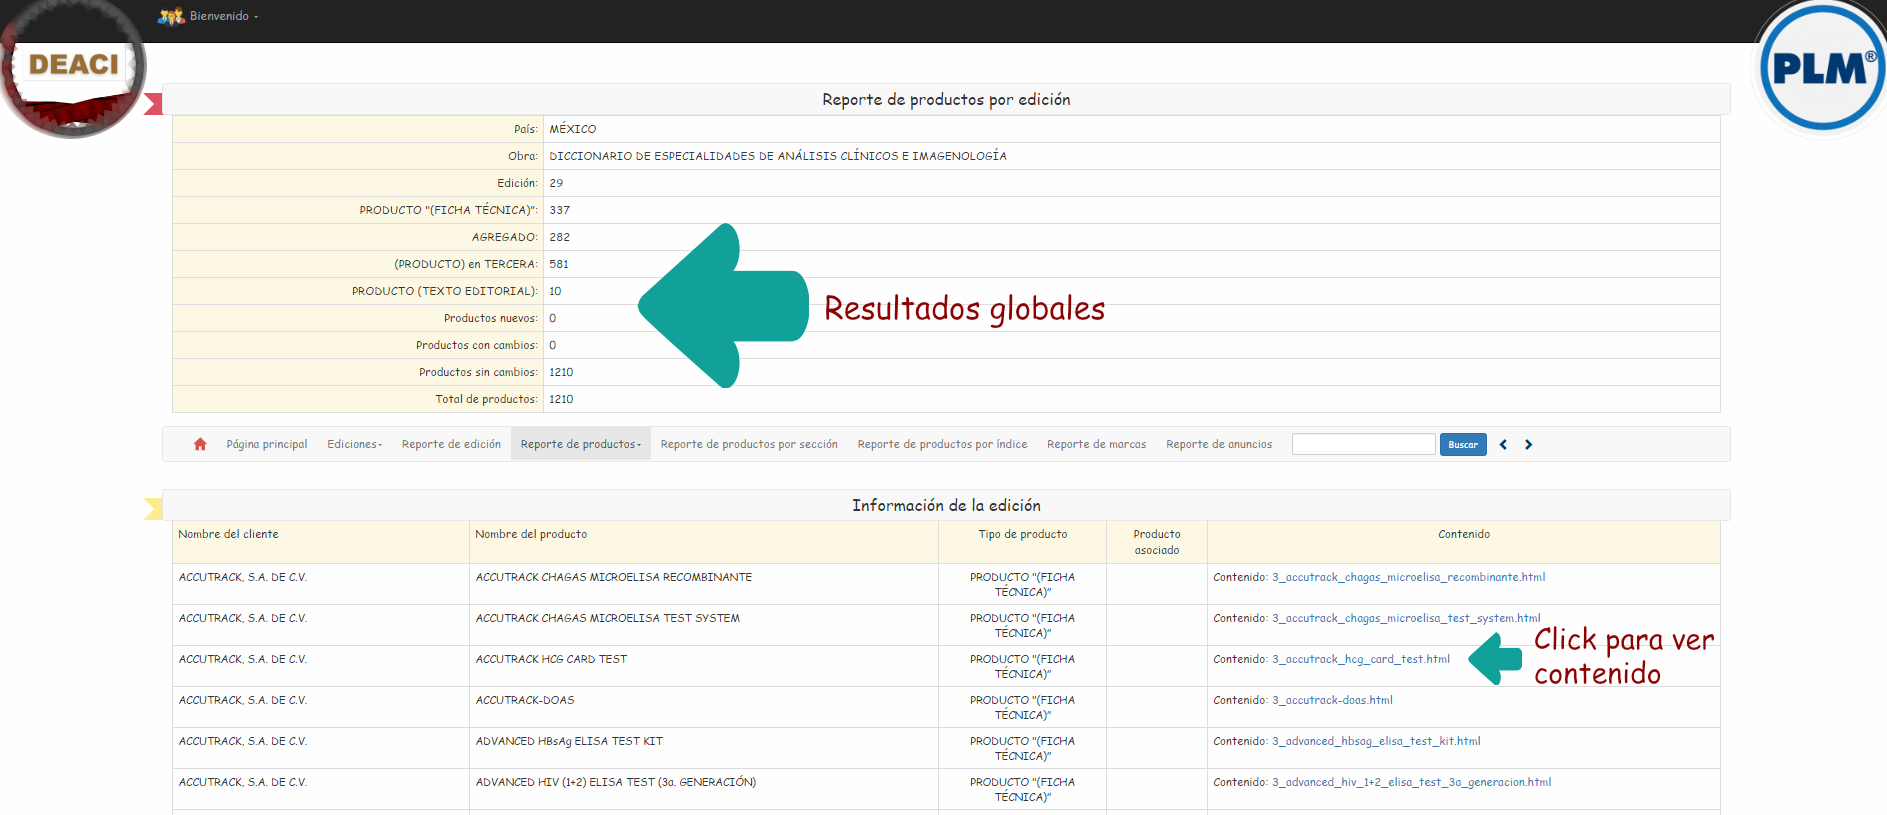 Bienvenido
DEACI
PLM®
Reporte de productos por edición
País: MÉXICO
Obra: DICCIONARIO DE ESPECIALIDADES DE ANÁLISIS CLÍNICOS E IMAGENOLOGÍA
Edición: 29
PRODUCTO "(FICHA TÉCNICA)": 337
AGREGADO: 282
(PRODUCTO) en TERCERA: 581
PRODUCTO (TEXTO EDITORIAL): 10
Productos nuevos: 0
Productos con cambios: 0
Productos sin cambios: 1210
Total de productos: 1210
Resultados globales
Página principal Ediciones Reporte de edición Reporte de productos Reporte de productos por sección Reporte de productos por índice Reporte de marcas Reporte de anuncios Buscar
Información de la edición
Nombre del cliente Nombre del producto Tipo de producto Producto asociado Contenido
ACCUTRACK, S.A. DE C.V. ACCUTRACK CHAGAS MICROELISA RECOMBINANTE PRODUCTO "(FICHA TÉCNICA)" Contenido: 3_accutrack_chagas_microelisa_recombinante.html
ACCUTRACK, S.A. DE C.V. ACCUTRACK CHAGAS MICROELISA TEST SYSTEM PRODUCTO "(FICHA TÉCNICA)" Contenido: 3_accutrack_chagas_microelisa_test_system.html
ACCUTRACK, S.A. DE C.V. ACCUTRACK HCG CARD TEST PRODUCTO "(FICHA TÉCNICA)" Contenido: 3_accutrack_hcg_card_test.html
Click para ver
contenido
ACCUTRACK, S.A. DE C.V. ACCUTRACK-DOAS PRODUCTO "(FICHA TÉCNICA)" Contenido: 3_accutrack-doas.html
ACCUTRACK, S.A. DE C.V. ADVANCED HBsAg ELISA TEST KIT PRODUCTO "(FICHA TÉCNICA)" Contenido: 3_advanced_hbsag_elisa_test_kit.html
ACCUTRACK, S.A. DE C.V. ADVANCED HIV (1+2) ELISA TEST (3a. GENERACIÓN) PRODUCTO "(FICHA TÉCNICA)" Contenido: 3_advanced_hiv_1+2_elisa_test_3a_generacion.html